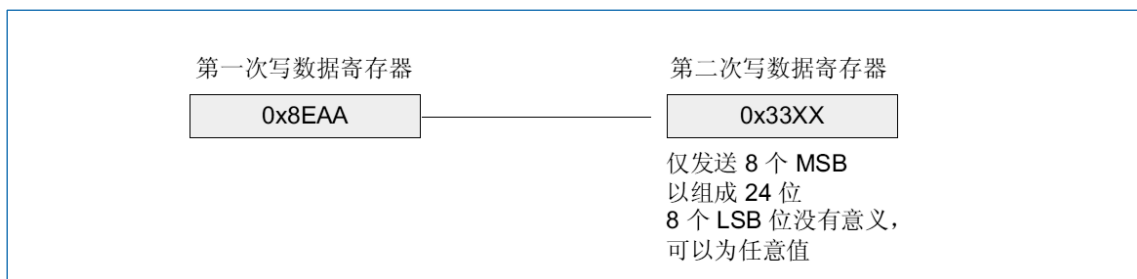 第一次写数据寄存器
0x8EAA
第二次写数据寄存器
0x33XX
仅发送 8 个 MSB
以组成 24 位
8 个 LSB 位没有意义，
可以为任意值